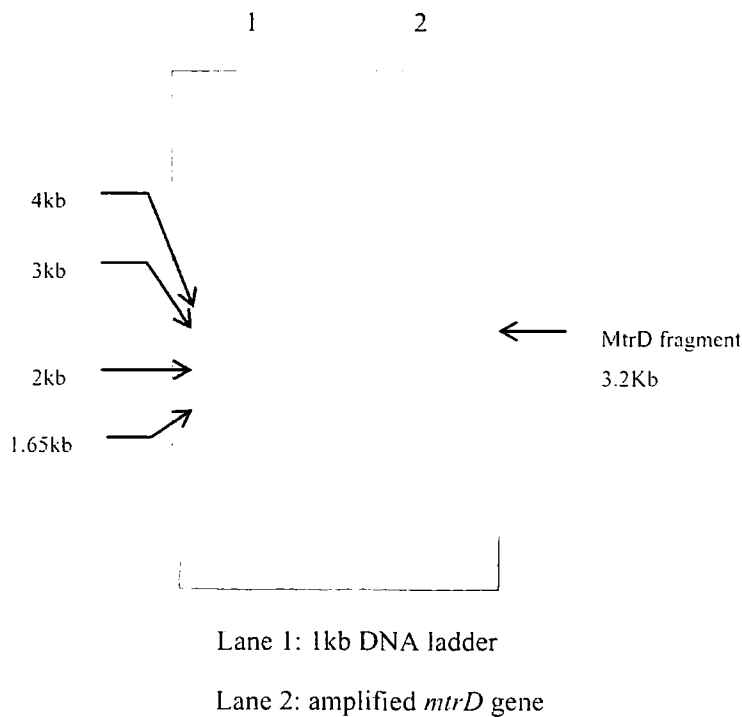 1 2
4kb
3kb
2kb
1.65kb
MtrD fragment
3.2Kb
Lane 1: 1kb DNA ladder
Lane 2: amplified mtrD gene